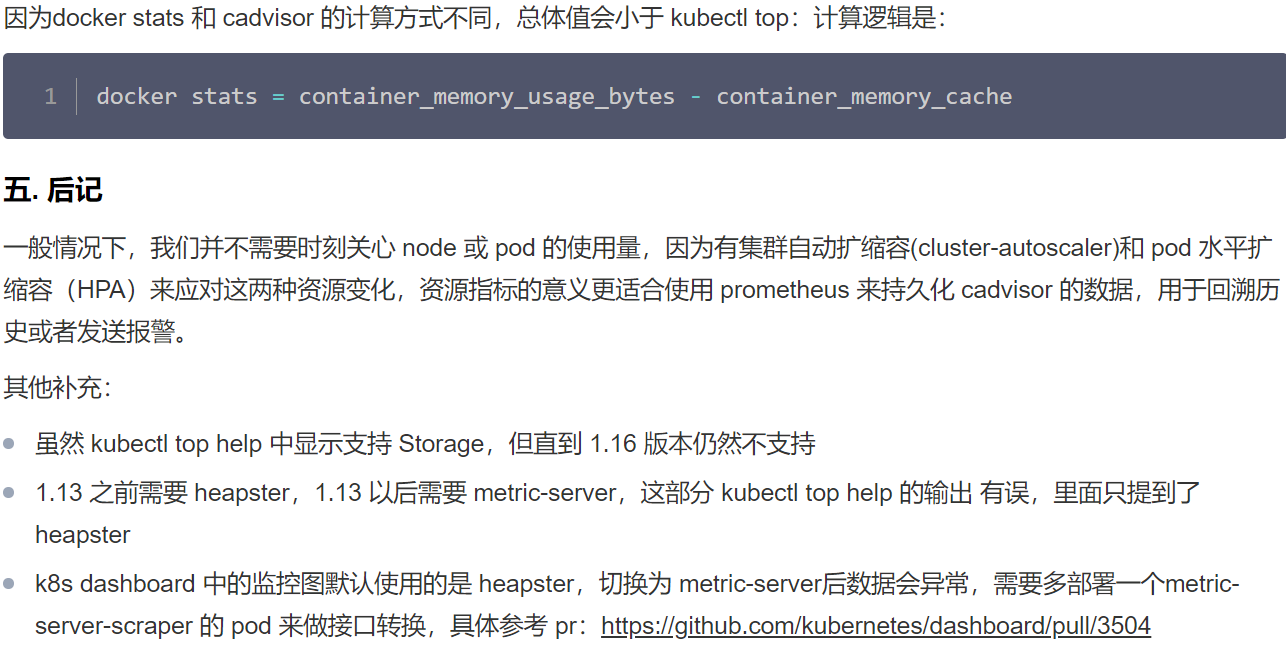 因为docker stats 和 cadvisor 的计算方式不同，总体值会小于 kubectl top：计算逻辑是：
1 docker stats = container_memory_usage_bytes - container_memory_cache
五. 后记
一般情况下，我们并不需要时刻关心 node 或 pod 的使用量，因为有集群自动扩缩容(cluster-autoscaler)和 pod 水平扩
缩容（HPA）来应对这两种资源变化，资源指标的意义更适合使用 prometheus 来持久化 cadvisor 的数据，用于回溯历
史或者发送报警。
其他补充：
虽然 kubectl top help 中显示支持 Storage，但直到 1.16 版本仍然不支持
1.13 之前需要 heapster，1.13 以后需要 metric-server，这部分 kubectl top help 的输出 有误，里面只提到了
heapster
k8s dashboard 中的监控图默认使用的是 heapster，切换为 metric-server后数据会异常，需要多部署一个metric-
server-scraper 的 pod 来做接口转换，具体参考 pr：https://github.com/kubernetes/dashboard/pull/3504